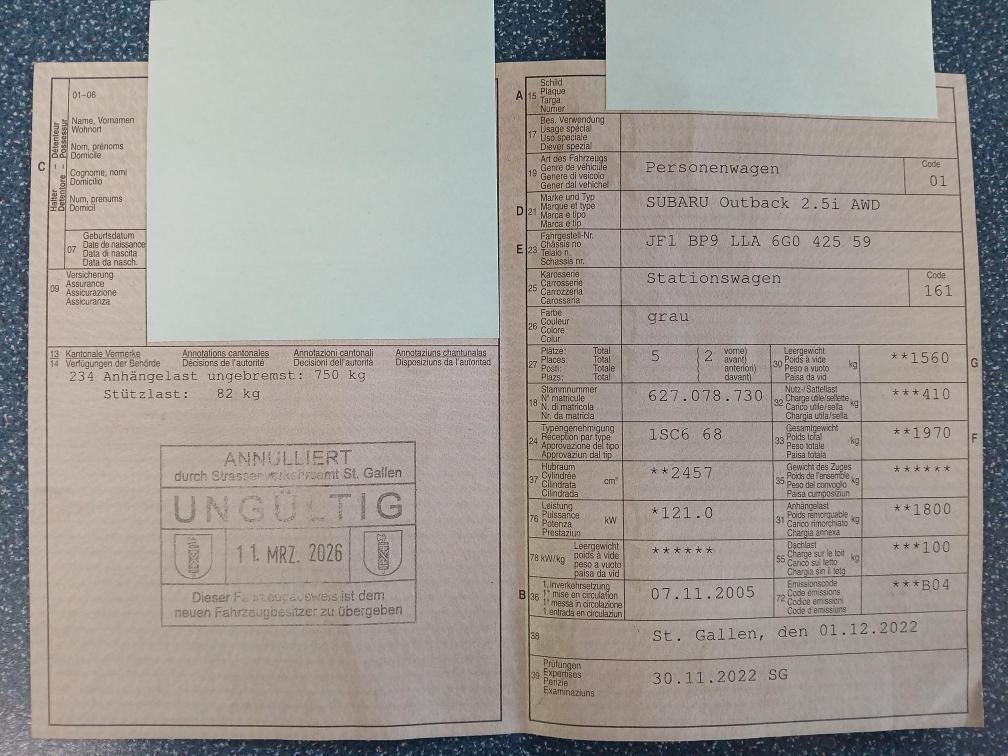 C
Halter - Détenteur
Detentore - Possessur
01-06
Name, Vornamen
Wohnort
Nom, prénoms
Domicile
Cognome, nomi
Domicilio
Num, prenums
Domicil
07
Geburtsdatum
Date de naissance
Data di nascita
Data da nasch.
09
Versicherung
Assurance
Assicurazione
Assicuranza
13 Kantonale Vermerke
14 Verfügungen der Behörde
Annotations cantonales
Décisions de l'autorité
Annotazioni cantonali
Decisioni dell'autorità
Annotaziuns chantunalas
Disposiziuns da l'autoritad
234 Anhängelast ungebremst: 750 kg
Stützlast: 82 kg
ANNULLIERT
durch Strassenverkehrsamt St. Gallen
UNGÜLTIG
11. MRZ. 2026
Dieser Fahrzeugausweis ist dem
neuen Fahrzeugbesitzer zu übergeben
A 15
Schild
Plaque
Targa
Numer
17
Bes. Verwendung
Usage spécial
Uso speciale
Diever spezial
19
Art des Fahrzeugs
Genre de véhicule
Genere di veicolo
Gener dal vehichel
Personenwagen
Code
01
D 21
Marke und Typ
Marque et type
Marca e tipo
Marca e tip
SUBARU Outback 2.5i AWD
E 23
Fahrgestell-Nr.
Châssis no
Telaio n.
Schassis nr.
JF1 BP9 LLA 6G0 425 59
25
Karosserie
Carrosserie
Carrozzeria
Carossaria
Stationswagen
Code
161
26
Farbe
Couleur
Colore
Colur
grau
27
Plätze: Total
Places: Total
Posti: Totale
Plazs: Total
5 (2 vorne)
avant)
anteriori)
davant)
30
Leergewicht
Poids à vide
Peso a vuoto
Paisa da vid
kg
**1560
G
18
Stammnummer
N° matricule
N. di matricola
Nr. da matricla
627.078.730
32
Nutz-/Sattellast
Charge utile/sellette
Carico utile/sella
Chargia utila/sella
kg
***410
24
Typengenehmigung
Réception par type
Approvazione del tipo
Approvaziun dal tip
1SC6 68
33
Gesamtgewicht
Poids total
Peso totale
Paisa totala
kg
**1970
F
37
Hubraum
Cylindrée
Cilindrata
Cilindrada
cm³
**2457
35
Gewicht des Zuges
Poids de l'ensemble
Peso del convoglio
Paisa cumposiziun
kg
******
76
Leistung
Puissance
Potenza
Prestaziun
kW
*121.0
31
Anhängelast
Poids remorquable
Carico rimorchiato
Chargia annexa
kg
**1800
78 kW/kg
Leergewicht
poids à vide
peso a vuoto
paisa da vid
******
55
Dachlast
Charge sur le toit
Carico sul tetto
Chargia sin il tetg
kg
***100
B 36
1. Inverkehrsetzung
1re mise en circulation
1a messa in circolazione
1. entrada en circulaziun
07.11.2005
72
Emissionscode
Code émissions
Codice emissioni
Code d'emissiuns
***B04
38
St. Gallen, den 01.12.2022
39
Prüfungen
Expertises
Perizie
Examinaziuns
30.11.2022 SG